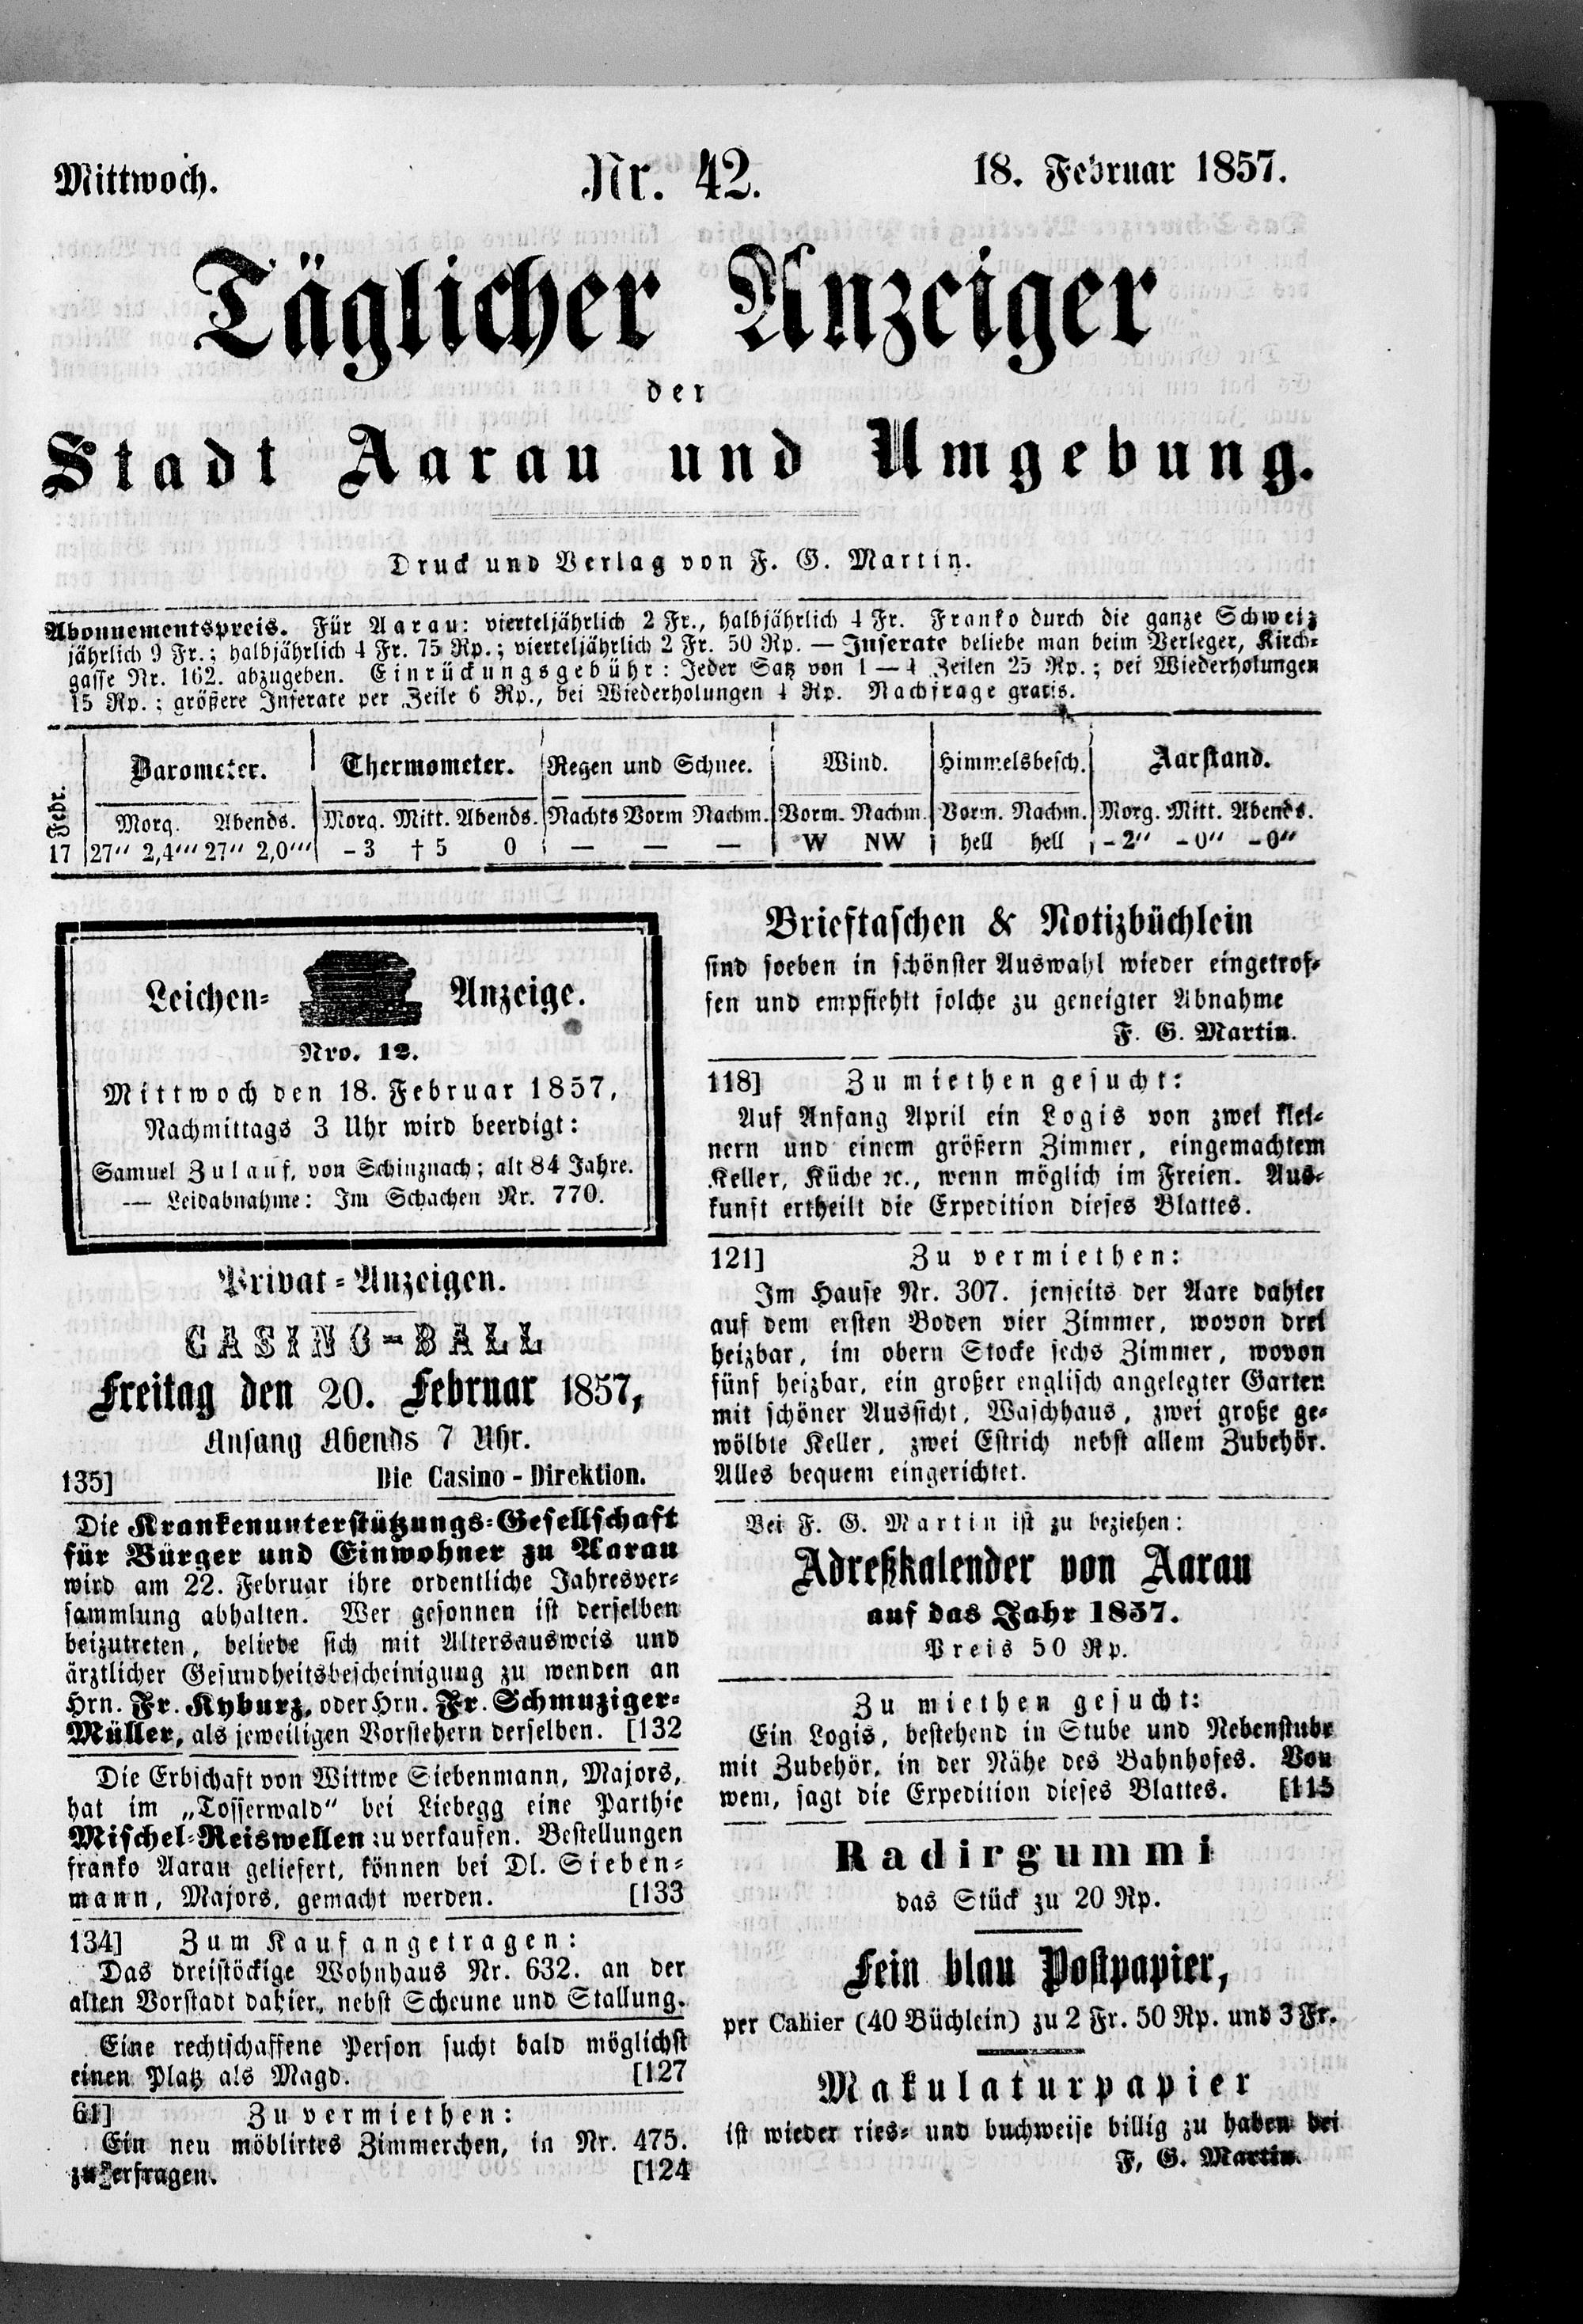 Mittwoch.
Nr. 42.
18. Februar 1857.
Täglicher Anzeiger
der
Stadt Aarau und Umgebung.
Druck und Verlag von F. G. Martin.
Abonnementspreis. Für Aarau: vierteljährlich 2 Fr., halbjährlich 4 Fr. Franko durch die ganze Schweiz
jährlich 9 Fr.; halbjährlich 4 Fr. 75 Rp.; vierteljährlich 2 Fr. 50 Rp. — Inserate beliebe man beim Verleger, Kirch-
gasse Nr. 162. abzugeben. Einrückungsgebühr: Jeder Satz von 1—4 Zeilen 25 Rp.; bei Wiederholungen
15 Rp.; größere Inserate per Zeile 6 Rp., bei Wiederholungen 4 Rp. Nachfrage gratis.
Febr. Barometer. Thermometer. Regen und Schnee. Wind. Himmelsbesch. Aarstand.
Morg. Abends. Morg. Mitt. Abends. Nachts Vorm Nachm. Vorm. Nachm. Vorm. Nachm. Morg. Mitt. Abends.
17 27'' 2,4''' 27'' 2,0''' -3 †5 0 — — — W NW hell hell -2'' -0'' -0''
Leichen- Anzeige.
Nro. 12.
Mittwoch den 18. Februar 1857,
Nachmittags 3 Uhr wird beerdigt:
Samuel Zulauf, von Schinznach; alt 84 Jahre.
— Leidabnahme: Im Schachen Nr. 770.
Privat-Anzeigen.
CASINO-BALL
Freitag den 20. Februar 1857,
Anfang Abends 7 Uhr.
135] Die Casino-Direktion.
Die Krankenunterstützungs-Gesellschaft
für Bürger und Einwohner zu Aarau
wird am 22. Februar ihre ordentliche Jahresver-
sammlung abhalten. Wer gesonnen ist derselben
beizutreten, beliebe sich mit Altersausweis und
ärztlicher Gesundheitsbescheinigung zu wenden an
Hrn. Fr. Kyburz, oder Hrn. Fr. Schmuziger-
Müller, als jeweiligen Vorstehern derselben. [132
Die Erbschaft von Wittwe Siebenmann, Majors,
hat im „Tosserwald“ bei Liebegg eine Parthie
Mischel-Reiswellen zu verkaufen. Bestellungen
franko Aarau geliefert, können bei Dl. Sieben-
mann, Majors, gemacht werden. [133
134] Zum Kauf angetragen:
Das dreistöckige Wohnhaus Nr. 632. an der
alten Vorstadt dahier, nebst Scheune und Stallung.
Eine rechtschaffene Person sucht bald möglichst
einen Platz als Magd. [127
61] Zu vermiethen:
Ein neu möblirtes Zimmerchen, in Nr. 475.
zu erfragen. [124
Brieftaschen & Notizbüchlein
sind soeben in schönster Auswahl wieder eingetrof-
fen und empfiehlt solche zu geneigter Abnahme
F. G. Martin.
118] Zu miethen gesucht:
Auf Anfang April ein Logis von zwei klei-
nern und einem größern Zimmer, eingemachtem
Keller, Küche ꝛc., wenn möglich im Freien. Aus-
kunft ertheilt die Expedition dieses Blattes.
121] Zu vermiethen:
Im Hause Nr. 307. jenseits der Aare dahier
auf dem ersten Boden vier Zimmer, wovon drei
heizbar, im obern Stocke sechs Zimmer, wovon
fünf heizbar, ein großer englisch angelegter Garten
mit schöner Aussicht, Waschhaus, zwei große ge-
wölbte Keller, zwei Estrich nebst allem Zubehör.
Alles bequem eingerichtet.
Bei F. G. Martin ist zu beziehen:
Adreßkalender von Aarau
auf das Jahr 1857.
Preis 50 Rp.
Zu miethen gesucht:
Ein Logis, bestehend in Stube und Nebenstube
mit Zubehör, in der Nähe des Bahnhofes. Von
wem, sagt die Expedition dieses Blattes. [115
Radirgummi
das Stück zu 20 Rp.
Fein blau Postpapier,
per Cahier (40 Büchlein) zu 2 Fr. 50 Rp. und 3 Fr.
Makulaturpapier
ist wieder ries- und buchweise billig zu haben bei
F. G. Martin.